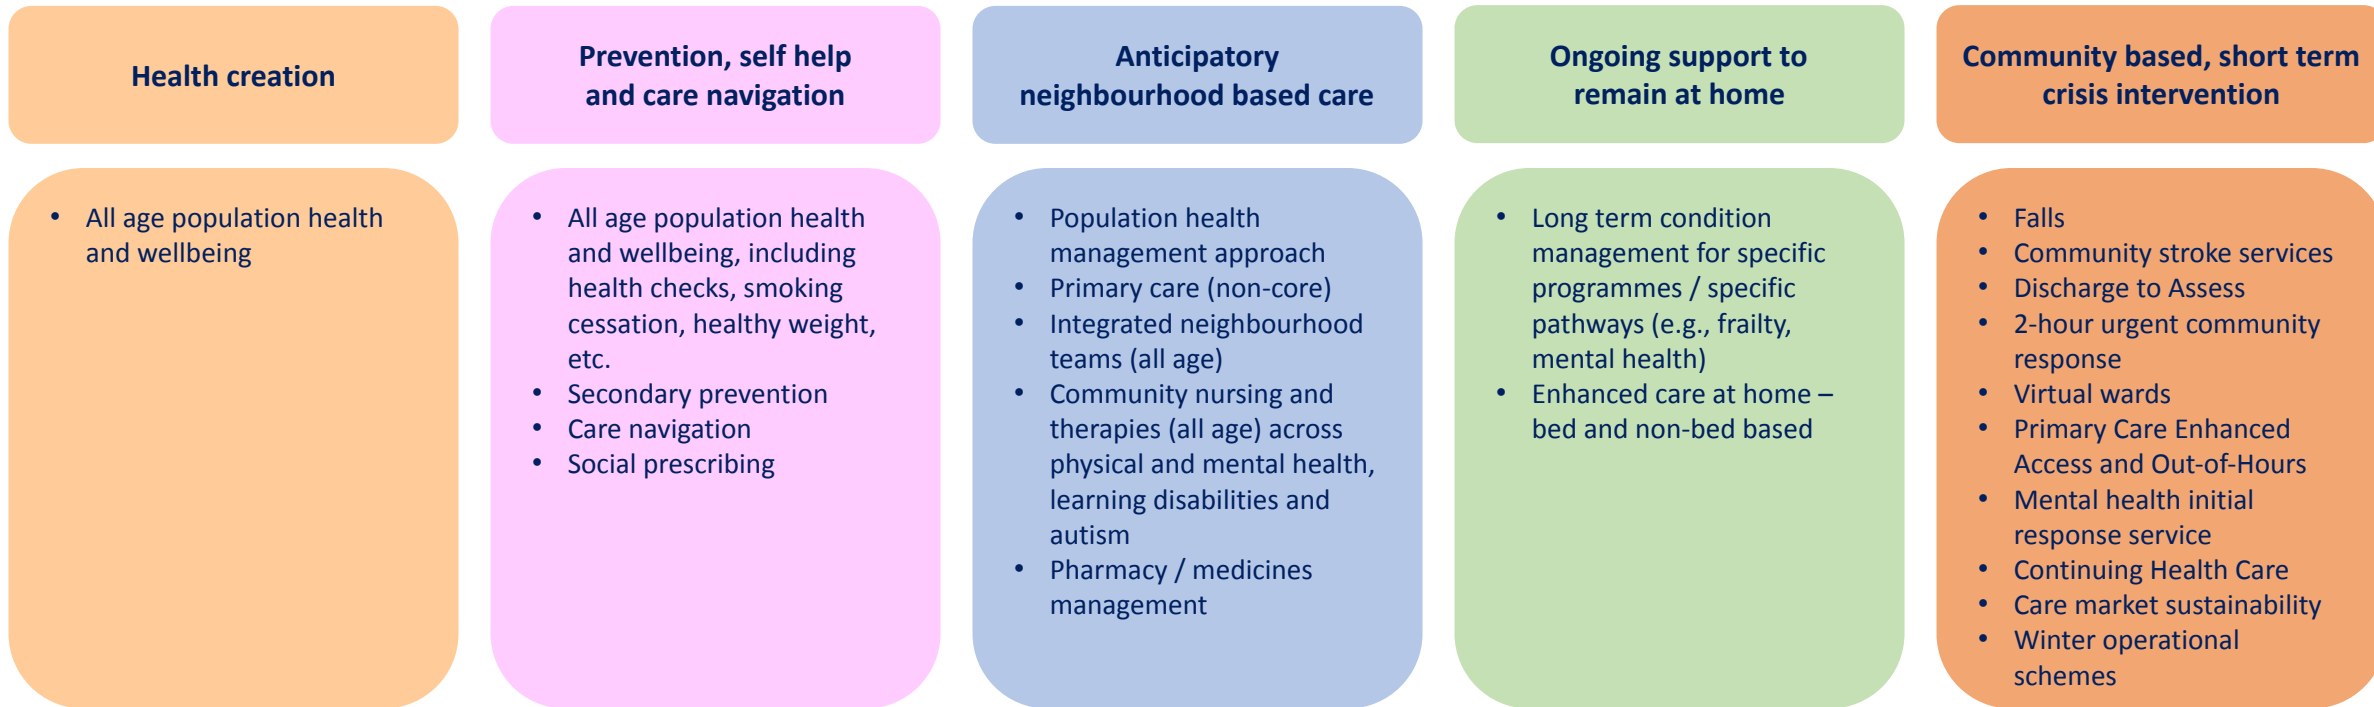 Health creation
• All age population health
and wellbeing
Prevention, self help
and care navigation
• All age population health
and wellbeing, including
health checks, smoking
cessation, healthy weight,
etc.
• Secondary prevention
• Care navigation
• Social prescribing
Anticipatory
neighbourhood based care
• Population health
management approach
• Primary care (non-core)
• Integrated neighbourhood
teams (all age)
• Community nursing and
therapies (all age) across
physical and mental health,
learning disabilities and
autism
• Pharmacy / medicines
management
Ongoing support to
remain at home
• Long term condition
management for specific
programmes / specific
pathways (e.g., frailty,
mental health)
• Enhanced care at home –
bed and non-bed based
Community based, short term
crisis intervention
• Falls
• Community stroke services
• Discharge to Assess
• 2-hour urgent community
response
• Virtual wards
• Primary Care Enhanced
Access and Out-of-Hours
• Mental health initial
response service
• Continuing Health Care
• Care market sustainability
• Winter operational
schemes